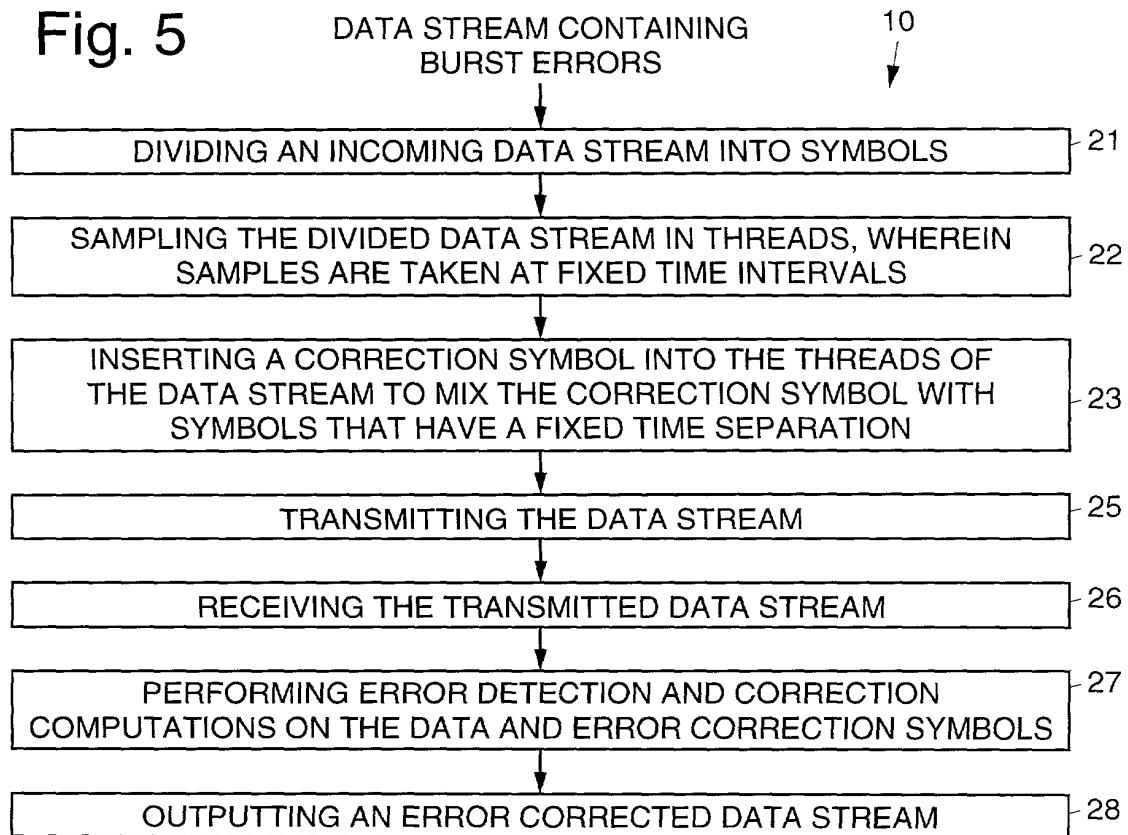 Fig. 5
DATA STREAM CONTAINING
BURST ERRORS
10
DIVIDING AN INCOMING DATA STREAM INTO SYMBOLS
21
SAMPLING THE DIVIDED DATA STREAM IN THREADS, WHEREIN
SAMPLES ARE TAKEN AT FIXED TIME INTERVALS
22
INSERTING A CORRECTION SYMBOL INTO THE THREADS OF
THE DATA STREAM TO MIX THE CORRECTION SYMBOL WITH
SYMBOLS THAT HAVE A FIXED TIME SEPARATION
23
TRANSMITTING THE DATA STREAM
25
RECEIVING THE TRANSMITTED DATA STREAM
26
PERFORMING ERROR DETECTION AND CORRECTION
COMPUTATIONS ON THE DATA AND ERROR CORRECTION SYMBOLS
27
OUTPUTTING AN ERROR CORRECTED DATA STREAM
28